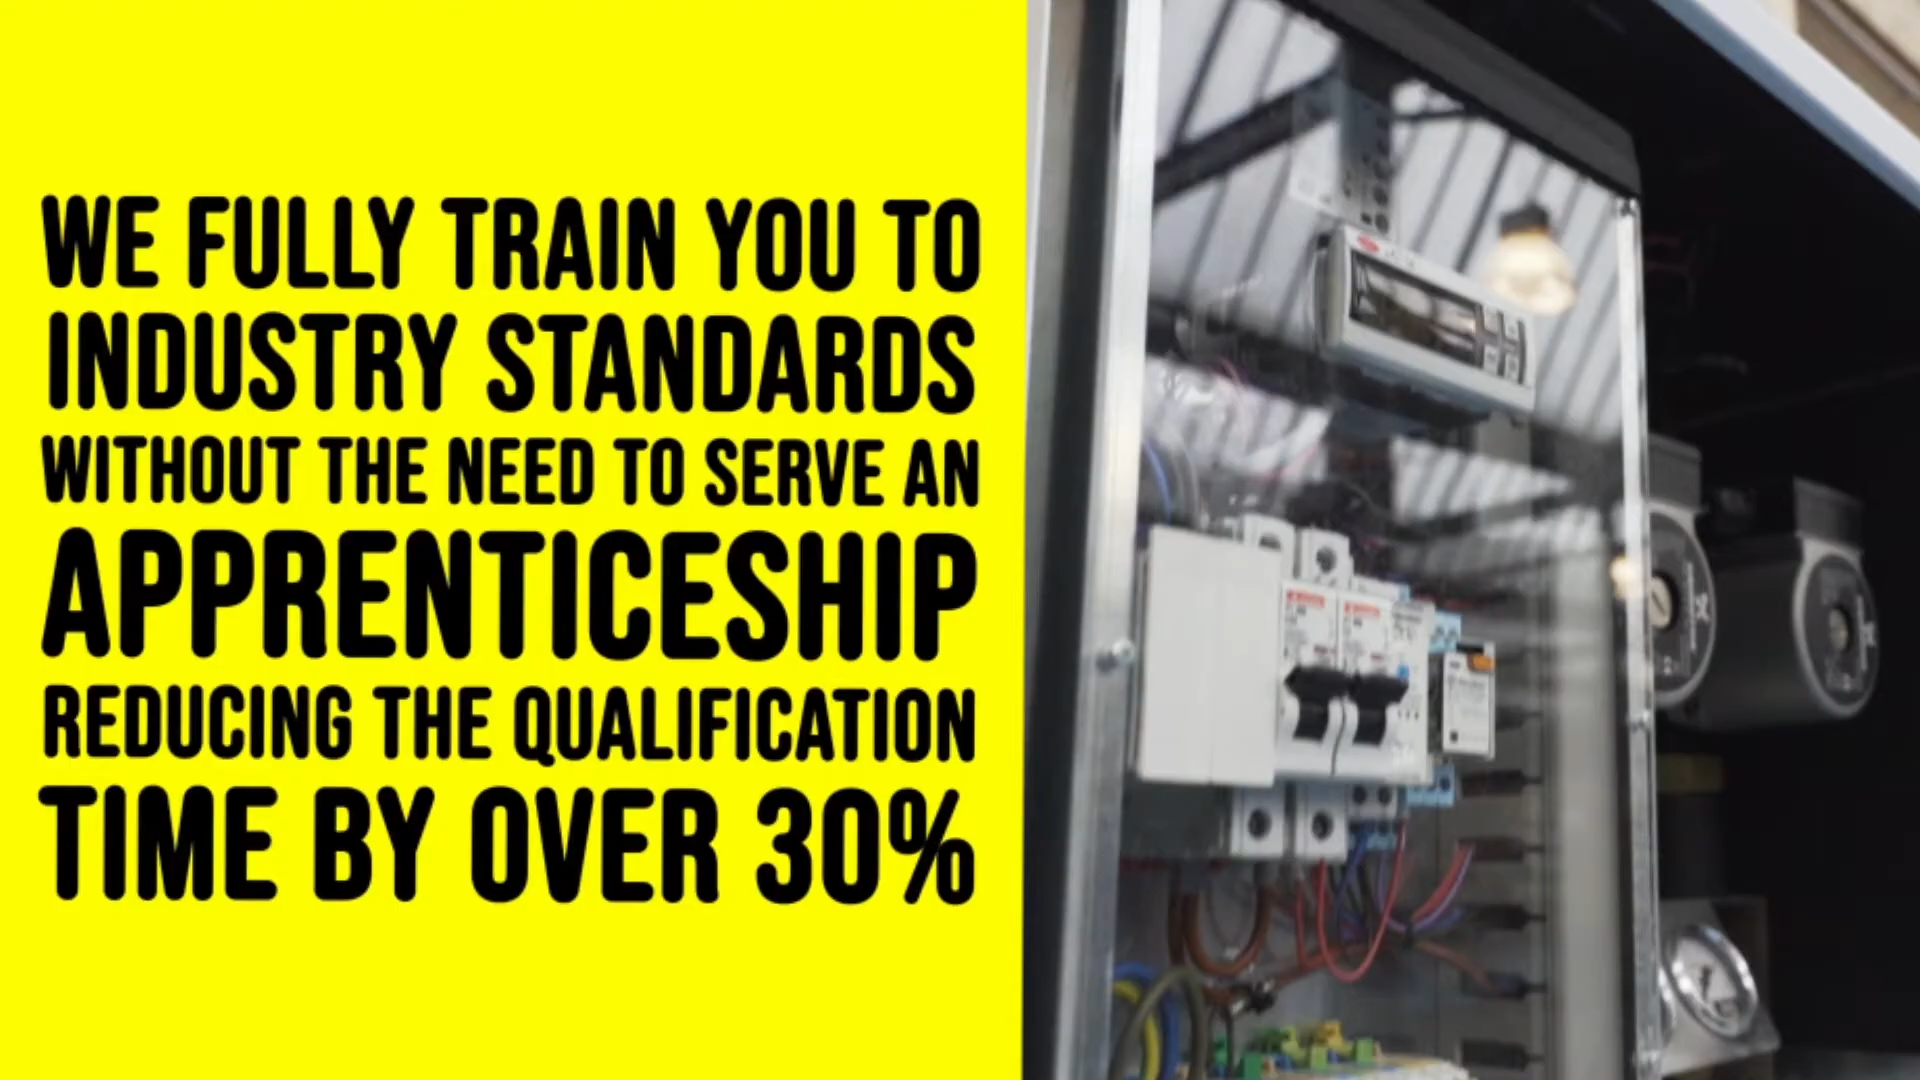 WE FULLY TRAIN YOU TO
INDUSTRY STANDARDS
WITHOUT THE NEED TO SERVE AN
APPRENTICESHIP
REDUCING THE QUALIFICATION
TIME BY OVER 30%